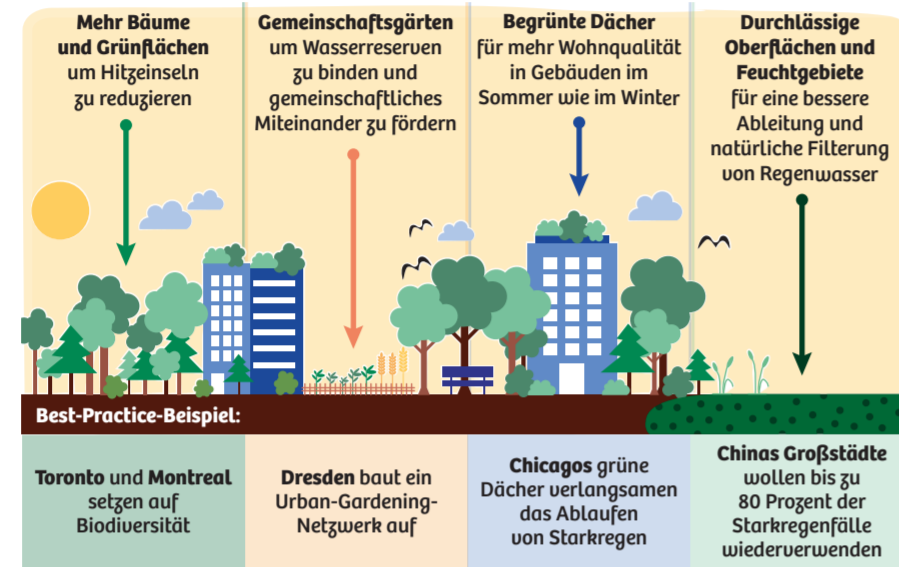 Mehr Bäume
und Grünflächen
um Hitzeinseln
zu reduzieren
Gemeinschaftsgärten
um Wasserreserven
zu binden und
gemeinschaftliches
Miteinander zu fördern
Begrünte Dächer
für mehr Wohnqualität
in Gebäuden im
Sommer wie im Winter
Durchlässige
Oberflächen und
Feuchtgebiete
für eine bessere
Ableitung und
natürliche Filterung
von Regenwasser
Best-Practice-Beispiel:
Toronto und Montreal
setzen auf
Biodiversität
Dresden baut ein
Urban-Gardening-
Netzwerk auf
Chicagos grüne
Dächer verlangsamen
das Ablaufen
von Starkregen
Chinas Großstädte
wollen bis zu
80 Prozent der
Starkregenfälle
wiederverwenden